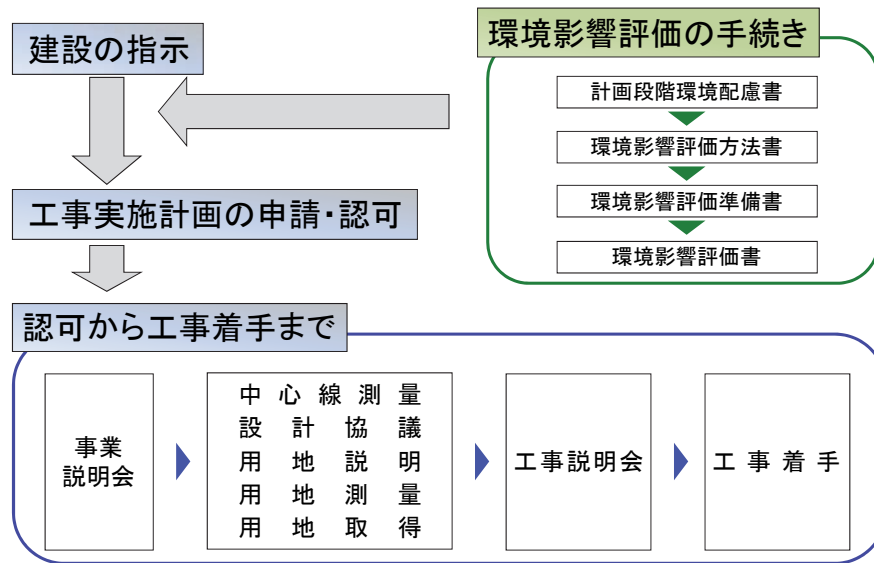 建設の指示
環境影響評価の手続き
計画段階環境配慮書
環境影響評価方法書
環境影響評価準備書
環境影響評価書
工事実施計画の申請・認可
認可から工事着手まで
事業
説明会
中心線測量
設計協議
用地説明
用地測量
用地取得
工事説明会
工事着手